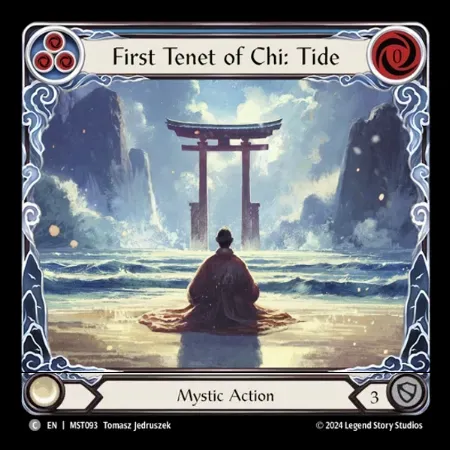 First Tenet of Chi: Tide
0
Mystic Action
3
C EN | MST093 Tomasz Jedruszek
© 2024 Legend Story Studios